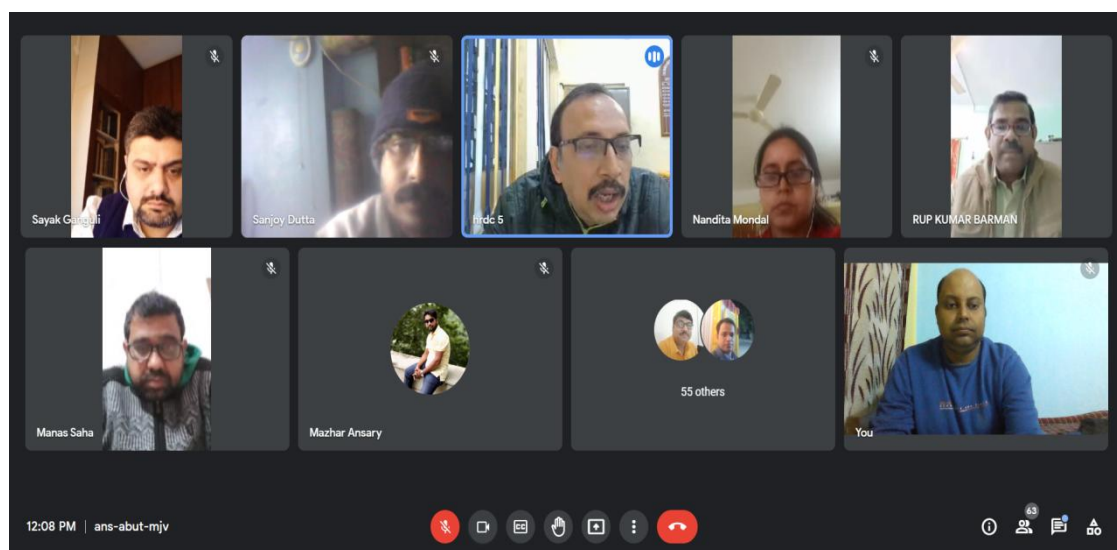 Sayak Ganguli
Sanjoy Dutta
hrdc 5
Nandita Mondal
RUP KUMAR BARMAN
Manas Saha
Mazhar Ansary
55 others
You
12:08 PM | ans-abut-mjv
CC
63